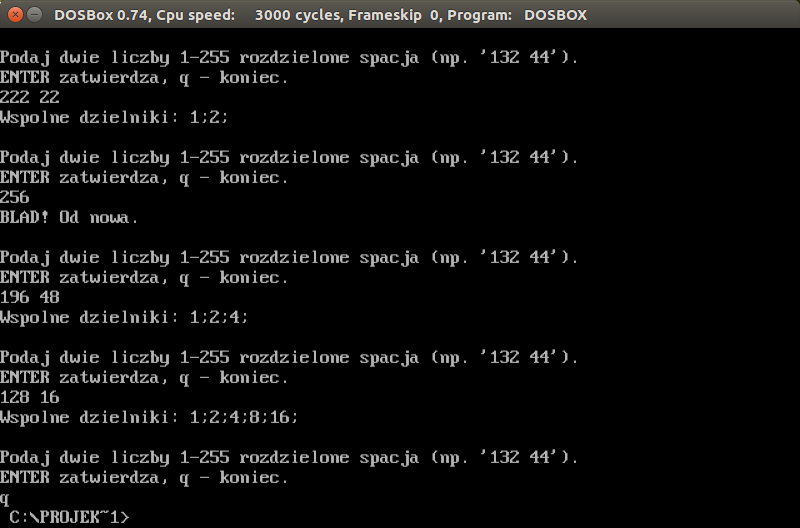 DOSBox 0.74, Cpu speed: 3000 cycles, Frameskip 0, Program: DOSBOX
Podaj dwie liczby 1-255 rozdzielone spacja (np. '132 44').
ENTER zatwierdza, q - koniec.
222 22
Wspolne dzielniki: 1;2;
Podaj dwie liczby 1-255 rozdzielone spacja (np. '132 44').
ENTER zatwierdza, q - koniec.
256
BLAD! Od nowa.
Podaj dwie liczby 1-255 rozdzielone spacja (np. '132 44').
ENTER zatwierdza, q - koniec.
196 48
Wspolne dzielniki: 1;2;4;
Podaj dwie liczby 1-255 rozdzielone spacja (np. '132 44').
ENTER zatwierdza, q - koniec.
128 16
Wspolne dzielniki: 1;2;4;8;16;
Podaj dwie liczby 1-255 rozdzielone spacja (np. '132 44').
ENTER zatwierdza, q - koniec.
q
C:\PROJEK~1>